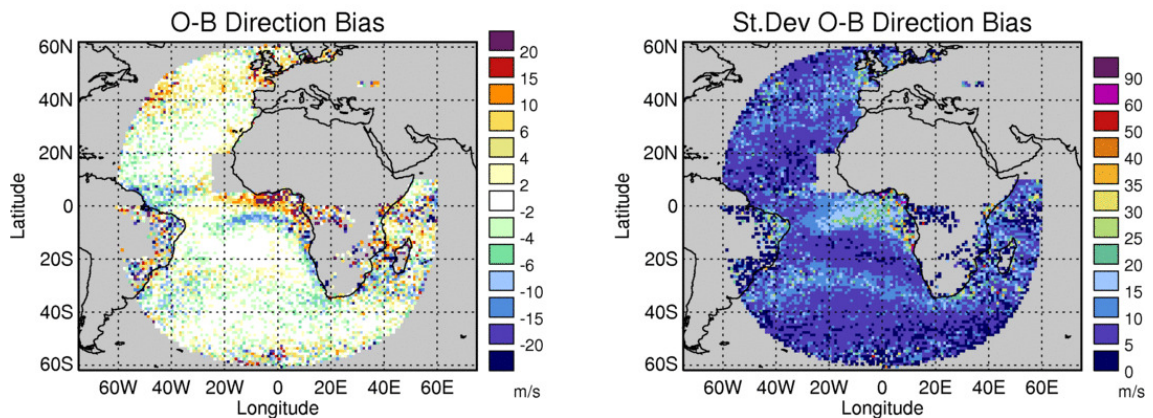 O-B Direction Bias
60N
40N
20N
0
20S
40S
60S
Latitude
60W 40W 20W 0 20E 40E 60E
Longitude
20
15
10
6
4
2
-2
-4
-6
-10
-15
-20
m/s
St.Dev O-B Direction Bias
60N
40N
20N
0
20S
40S
60S
Latitude
60W 40W 20W 0 20E 40E 60E
Longitude
90
60
50
40
35
30
25
20
15
10
5
0
m/s